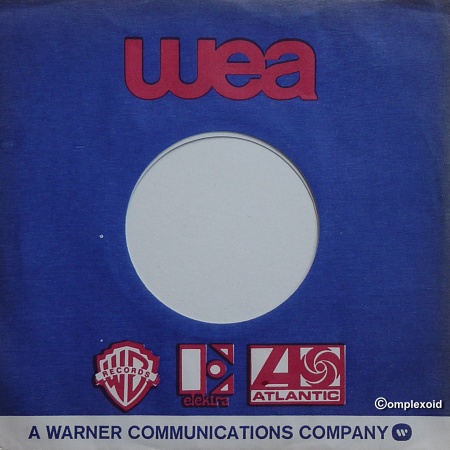 wea
WB
RECORDS
elektra
ATLANTIC
©omplexoid
A WARNER COMMUNICATIONS COMPANY